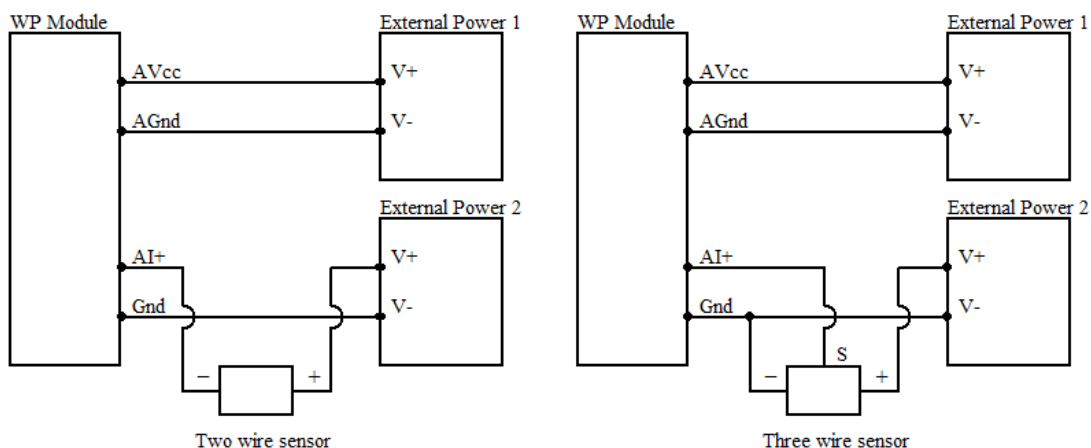 WP Module
External Power 1
AVcc
V+
AGnd
V-
External Power 2
AI+
V+
Gnd
V-
− +
Two wire sensor
WP Module
External Power 1
AVcc
V+
AGnd
V-
External Power 2
AI+
V+
Gnd
V-
S
− +
Three wire sensor